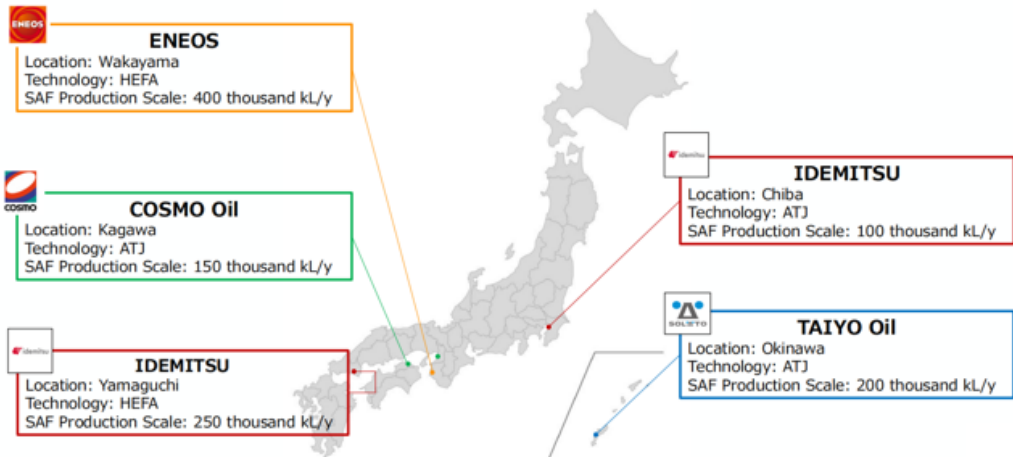 ENEOS
ENEOS
Location: Wakayama
Technology: HEFA
SAF Production Scale: 400 thousand kL/y
COSMO
COSMO Oil
Location: Kagawa
Technology: ATJ
SAF Production Scale: 150 thousand kL/y
idemitsu
IDEMITSU
Location: Yamaguchi
Technology: HEFA
SAF Production Scale: 250 thousand kL/y
idemitsu
IDEMITSU
Location: Chiba
Technology: ATJ
SAF Production Scale: 100 thousand kL/y
SOLATO
TAIYO Oil
Location: Okinawa
Technology: ATJ
SAF Production Scale: 200 thousand kL/y